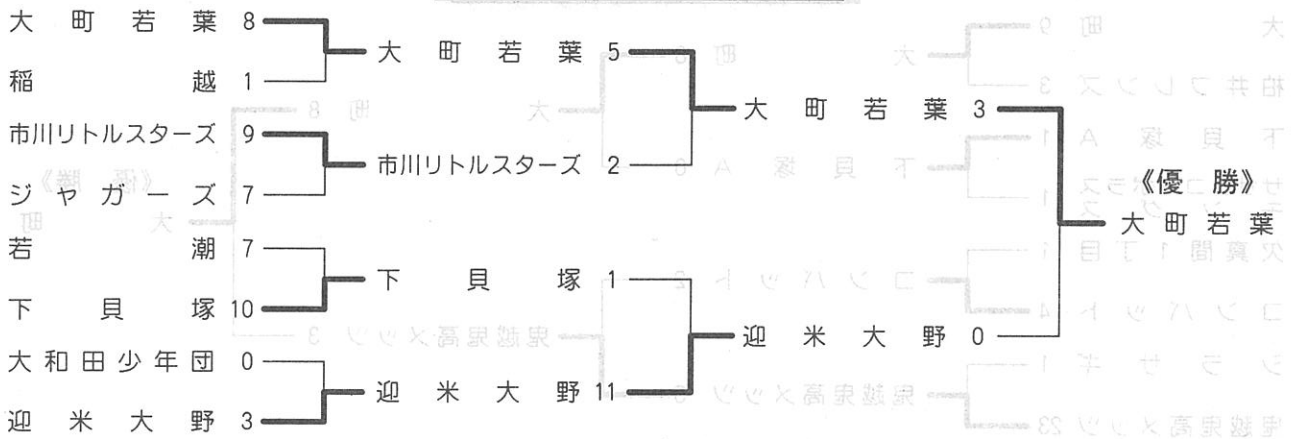 大町若葉 8
稲越 1
市川リトルスターズ 9
ジャガーズ 7
若潮 7
下貝塚 10
大和田少年団 0
迎米大野 3
大町若葉 5
市川リトルスターズ 2
下貝塚 1
迎米大野 11
大町若葉 3
迎米大野 0
《優勝》
大町若葉